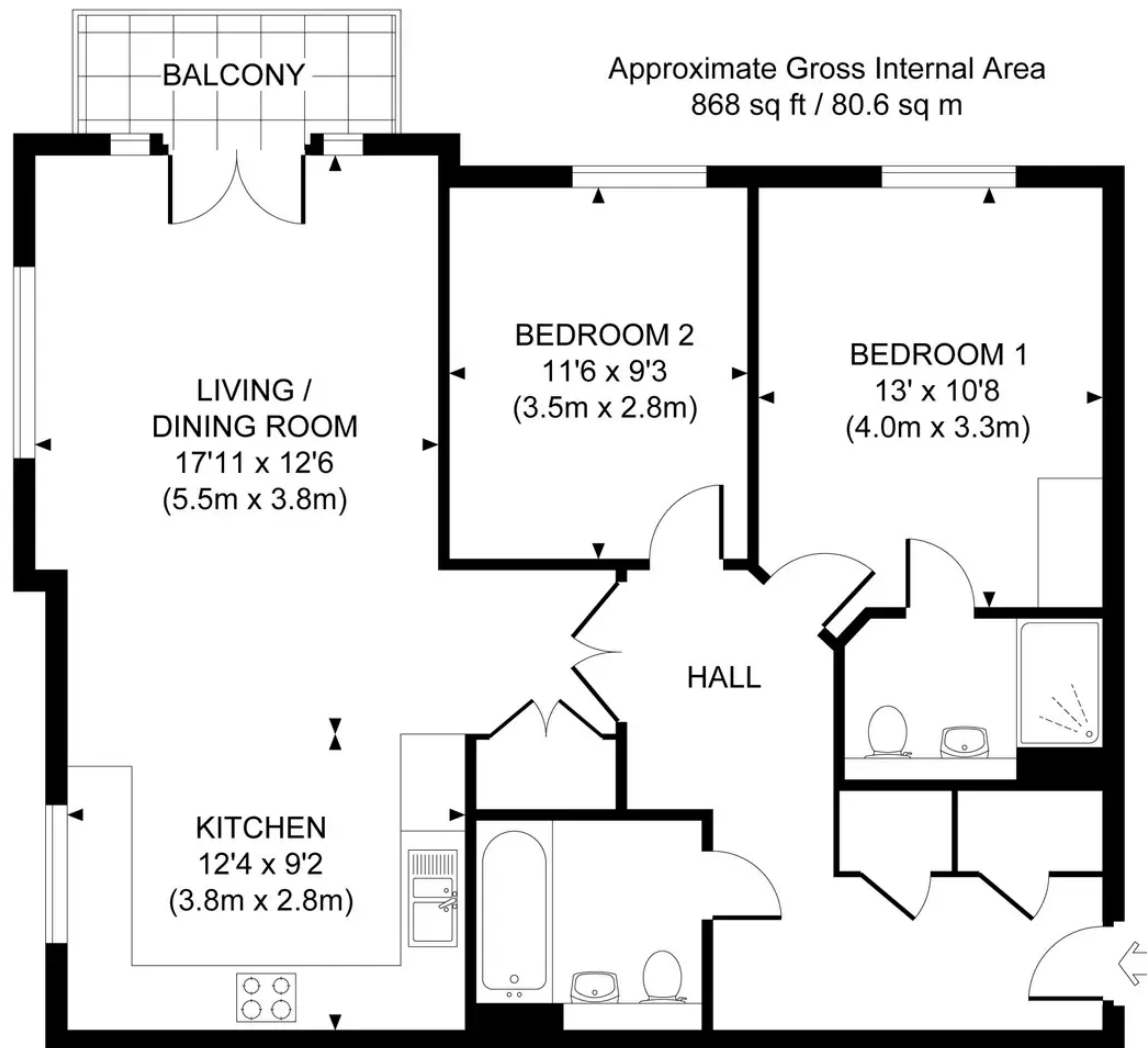 BALCONY
Approximate Gross Internal Area
868 sq ft / 80.6 sq m
LIVING /
DINING ROOM
17'11 x 12'6
(5.5m x 3.8m)
BEDROOM 2
11'6 x 9'3
(3.5m x 2.8m)
BEDROOM 1
13' x 10'8
(4.0m x 3.3m)
HALL
KITCHEN
12'4 x 9'2
(3.8m x 2.8m)